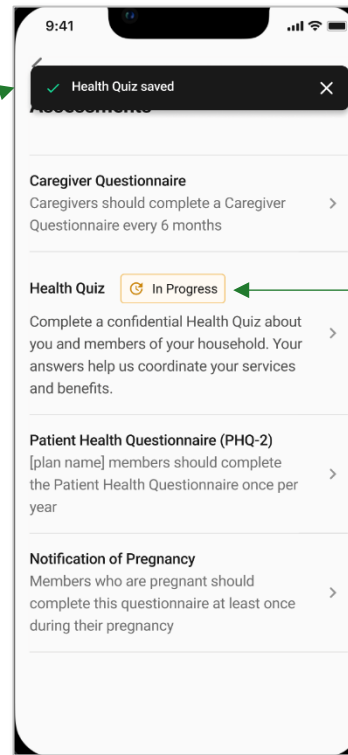 9:41
Health Quiz saved
Assessments
Caregiver Questionnaire
Caregivers should complete a Caregiver
Questionnaire every 6 months
Health Quiz In Progress
Complete a confidential Health Quiz about
you and members of your household. Your
answers help us coordinate your services
and benefits.
Patient Health Questionnaire (PHQ-2)
[plan name] members should complete
the Patient Health Questionnaire once per
year
Notification of Pregnancy
Members who are pregnant should
complete this questionnaire at least once
during their pregnancy